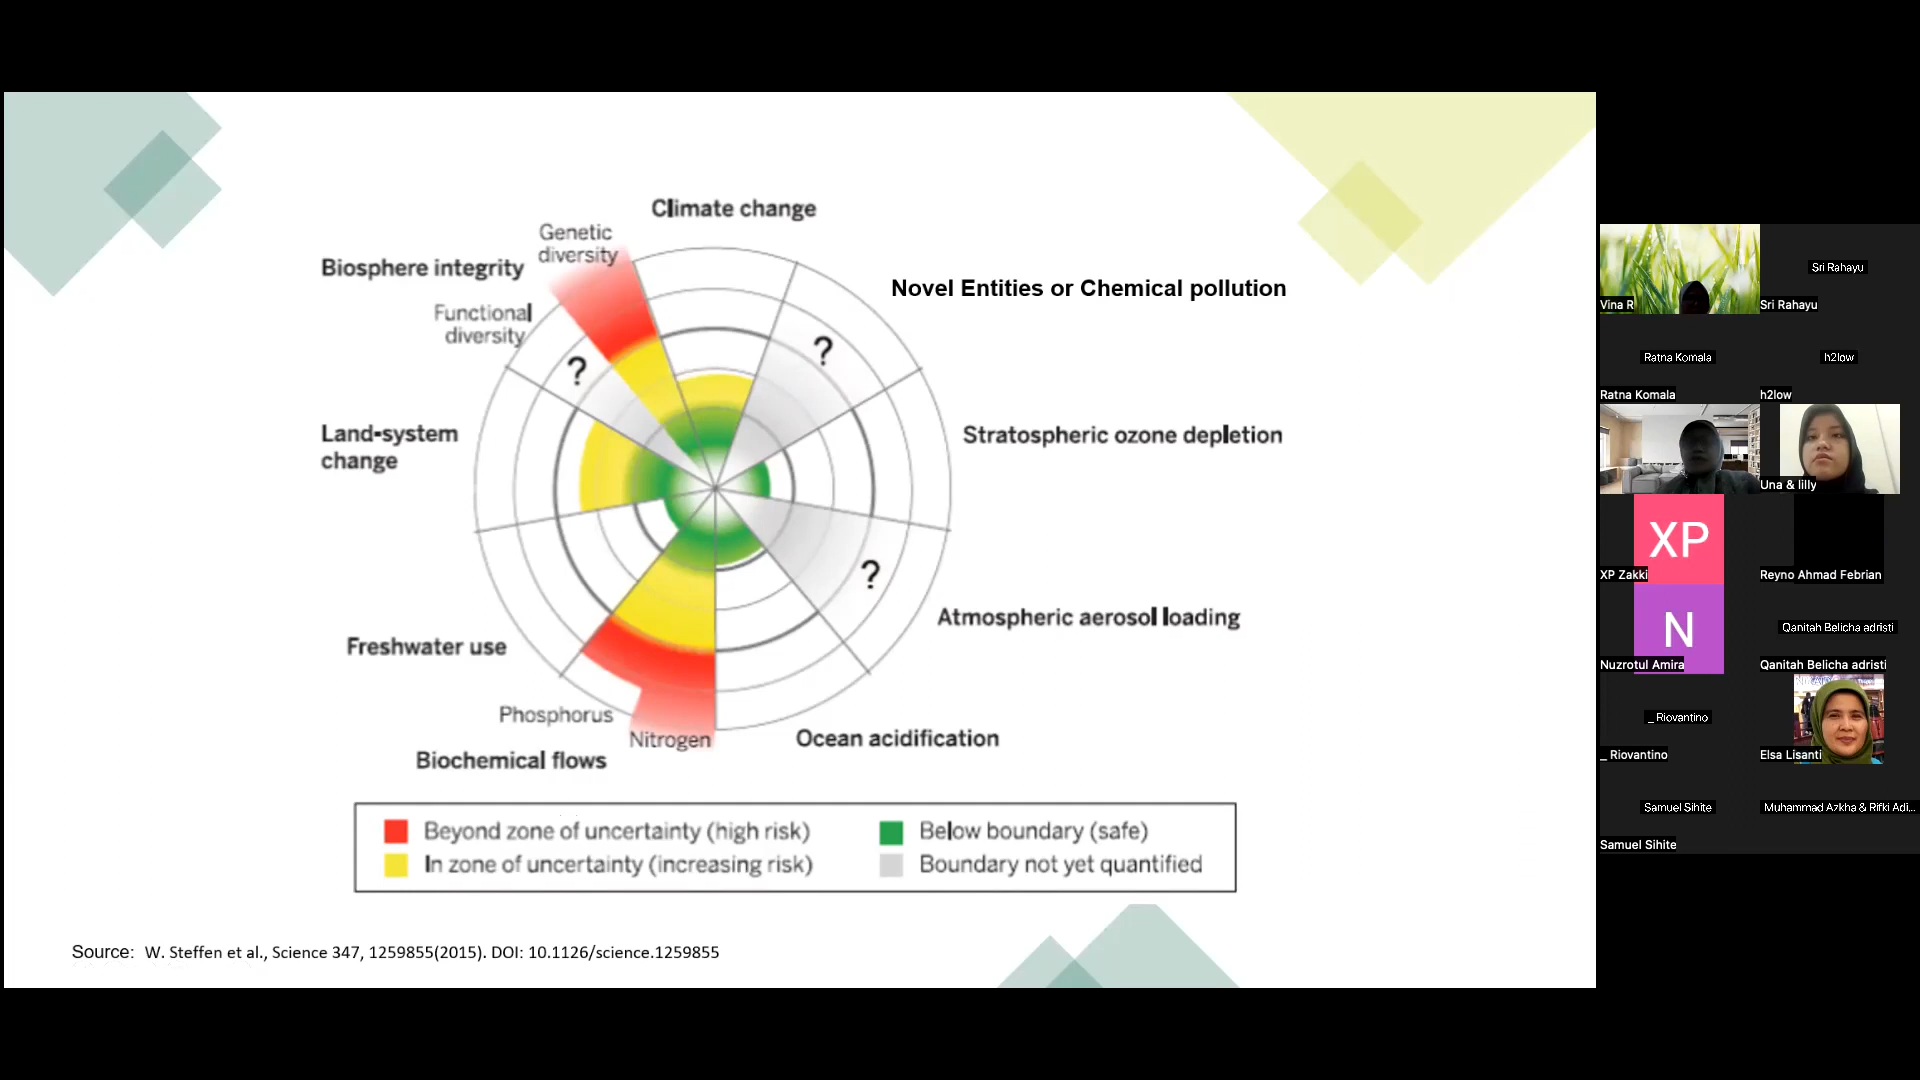 Climate change
Genetic
diversity
Biosphere integrity
Novel Entities or Chemical pollution
Functional
diversity
?
?
Land-system
change
Stratospheric ozone depletion
?
Atmospheric aerosol loading
Freshwater use
Phosphorus
Nitrogen
Ocean acidification
Biochemical flows
Beyond zone of uncertainty (high risk)
Below boundary (safe)
In zone of uncertainty (increasing risk)
Boundary not yet quantified
Source: W. Steffen et al., Science 347, 1259855(2015). DOI: 10.1126/science.1259855
Vina R
Sri Rahayu
Sri Rahayu
Ratna Komala
Ratna Komala
h2low
h2low
Una & lilly
XP
XP Zakki
Reyno Ahmad Febrian
N
Nuzrotul Amira
Qanitah Belicha adristi
Qanitah Belicha adristi
_ Riovantino
_ Riovantino
Elsa Lisanti
Samuel Sihite
Samuel Sihite
Muhammad Azkha & Rifki Adi...